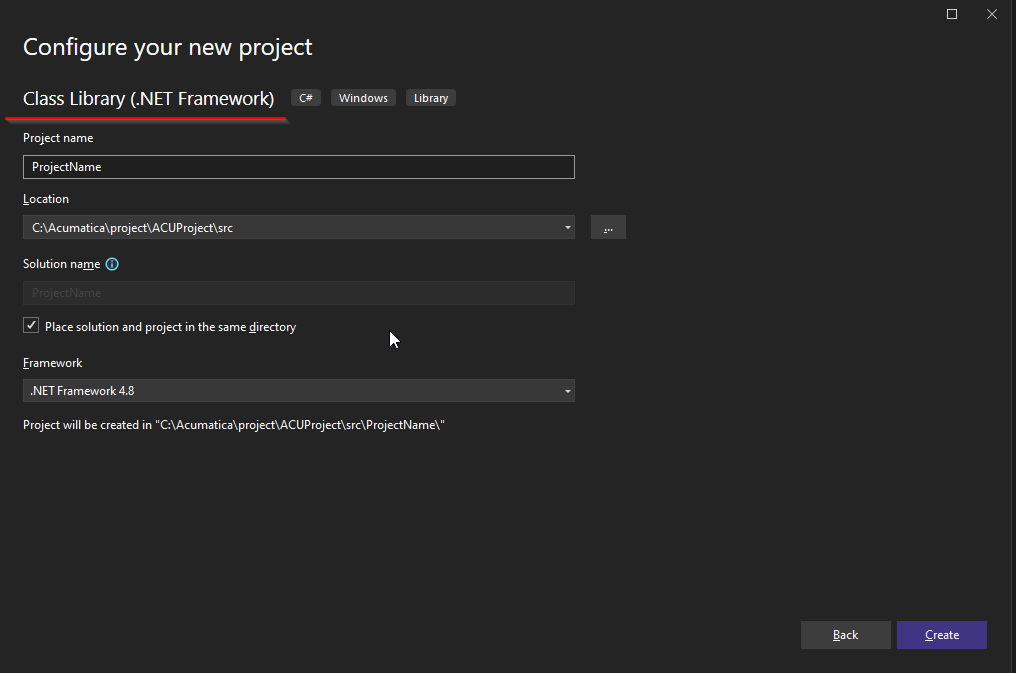 Configure your new project
Class Library (.NET Framework) C# Windows Library
Project name
ProjectName
Location
C:\Acumatica\project\ACUProject\src
...
Solution name
ProjectName
Place solution and project in the same directory
Framework
.NET Framework 4.8
Project will be created in "C:\Acumatica\project\ACUProject\src\ProjectName\"
Back Create